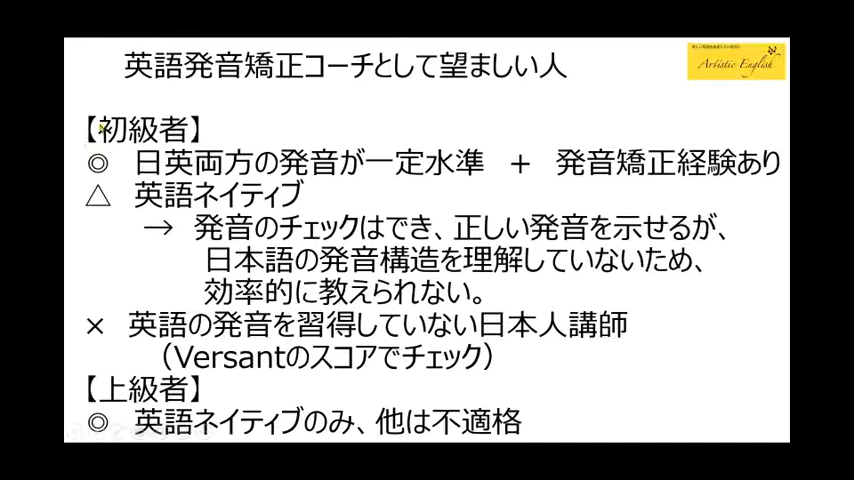 英語発音矯正コーチとして望ましい人
Artistic English
【初級者】
◎ 日英両方の発音が一定水準 + 発音矯正経験あり
△ 英語ネイティブ
→ 発音のチェックはでき、正しい発音を示せるが、
日本語の発音構造を理解していないため、
効率的に教えられない。
× 英語の発音を習得していない日本人講師
（Versantのスコアでチェック）
【上級者】
◎ 英語ネイティブのみ、他は不適格